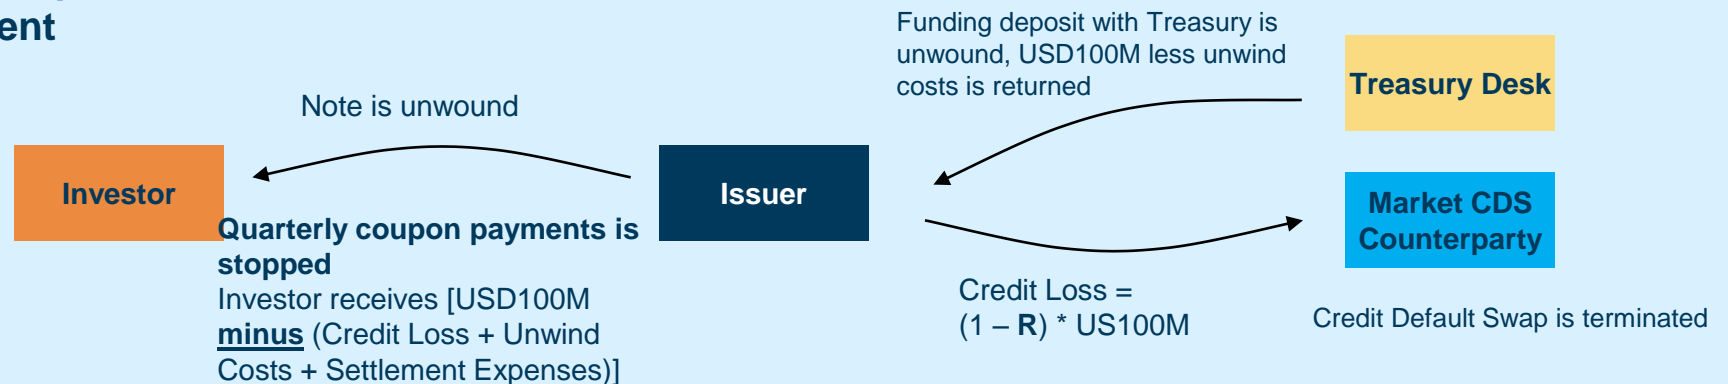 ent
Note is unwound
Investor
Quarterly coupon payments is
stopped
Investor receives [USD100M
minus (Credit Loss + Unwind
Costs + Settlement Expenses)]
Issuer
Funding deposit with Treasury is
unwound, USD100M less unwind
costs is returned
Treasury Desk
Market CDS
Counterparty
Credit Loss =
(1 – R) * US100M
Credit Default Swap is terminated